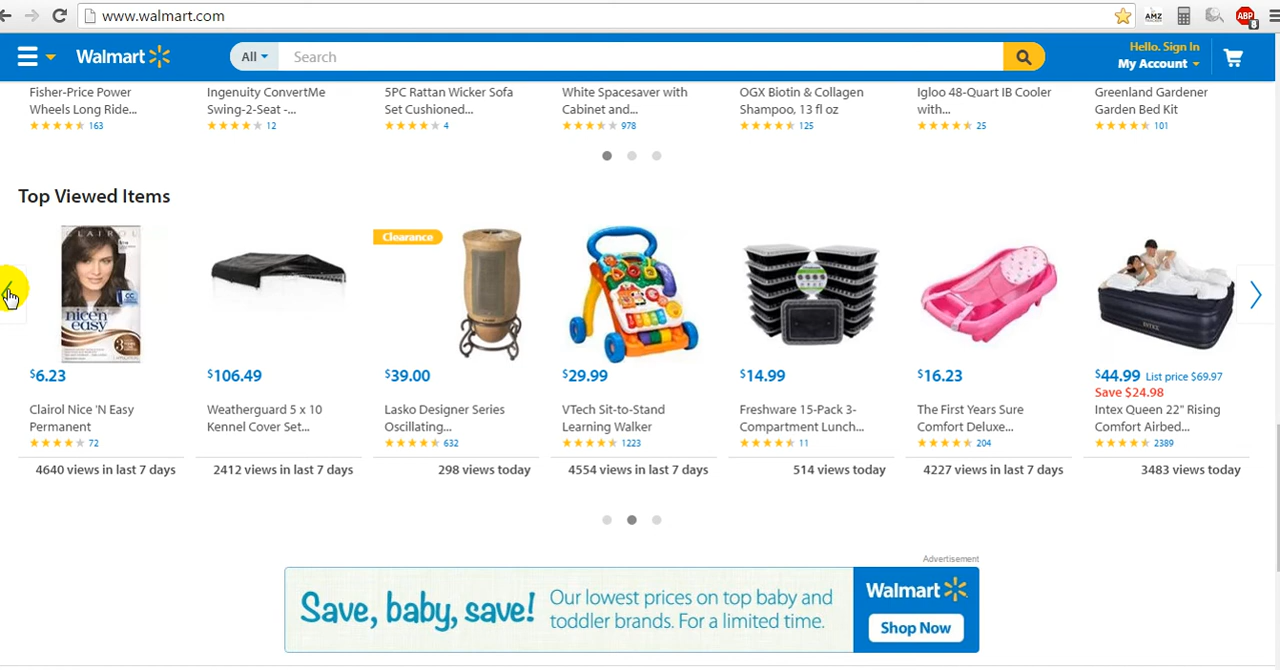 www.walmart.com
AMZ
ABP
8
Walmart
All
Search
Hello. Sign In
My Account
Fisher-Price Power
Wheels Long Ride...
163
Ingenuity ConvertMe
Swing-2-Seat -...
12
5PC Rattan Wicker Sofa
Set Cushioned...
4
White Spacesaver with
Cabinet and...
978
OGX Biotin & Collagen
Shampoo, 13 fl oz
125
Igloo 48-Quart IB Cooler
with...
25
Greenland Gardener
Garden Bed Kit
101
Top Viewed Items
CLAIROL
nice n
easy
3
$6.23
Clairol Nice 'N Easy
Permanent
72
4640 views in last 7 days
$106.49
Weatherguard 5 x 10
Kennel Cover Set...
2412 views in last 7 days
Clearance
$39.00
Lasko Designer Series
Oscillating...
632
298 views today
$29.99
VTech Sit-to-Stand
Learning Walker
1223
4554 views in last 7 days
$14.99
Freshware 15-Pack 3-
Compartment Lunch...
11
514 views today
$16.23
The First Years Sure
Comfort Deluxe...
204
4227 views in last 7 days
INTEX
$44.99 List price $69.97
Save $24.98
Intex Queen 22" Rising
Comfort Airbed...
2389
3483 views today
Advertisement
Save, baby, save!
Our lowest prices on top baby and
toddler brands. For a limited time.
Walmart
Shop Now